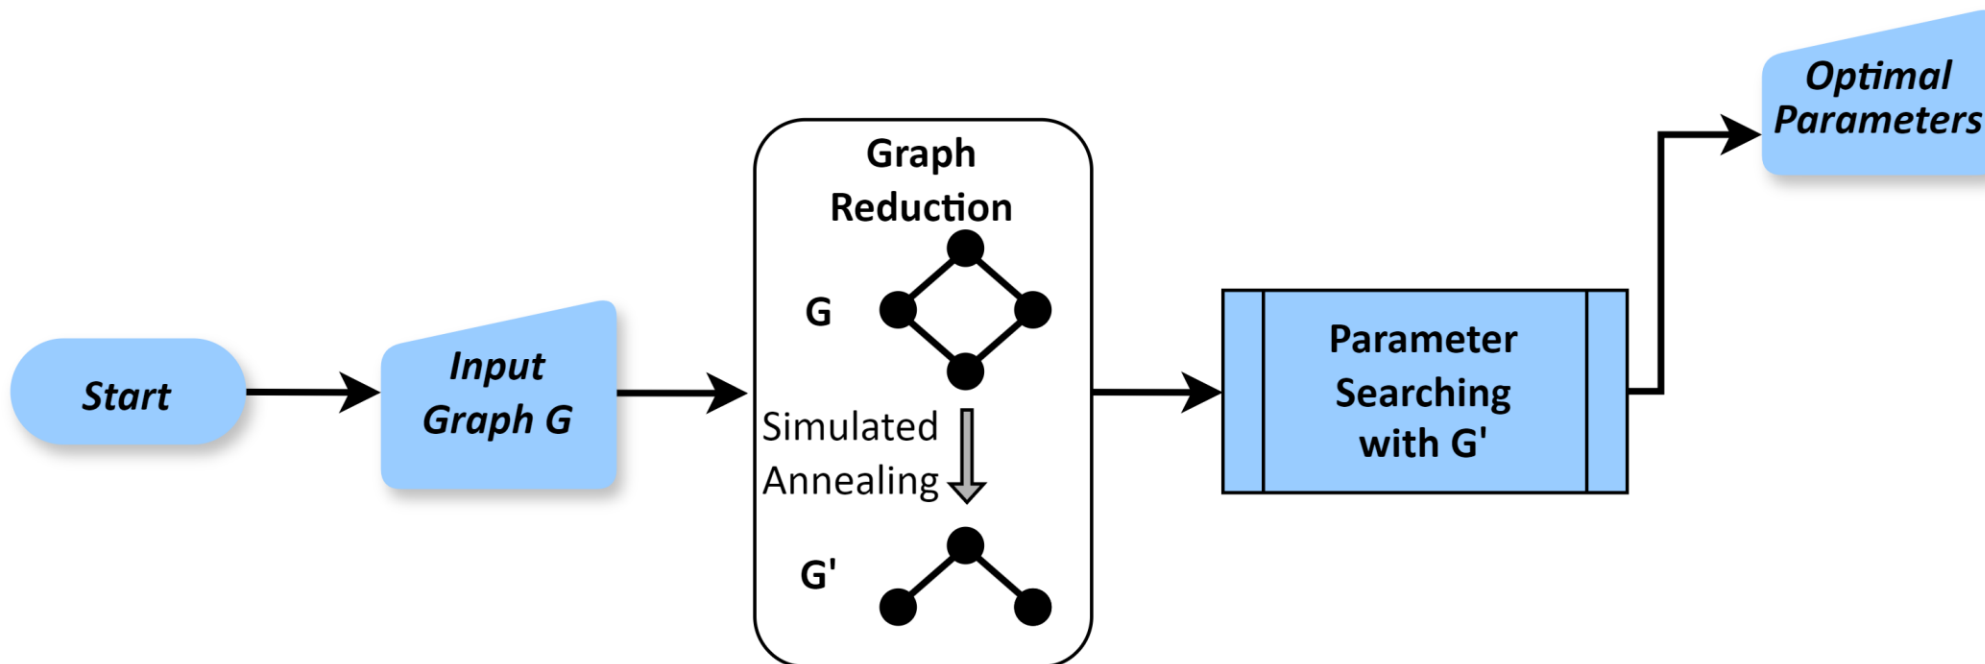 Start
Input
Graph G
Graph
Reduction
G
Simulated
Annealing
G'
Parameter
Searching
with G'
Optimal
Parameters